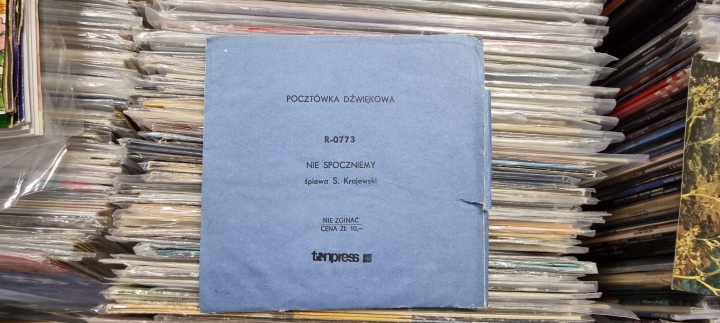 POCZTÓWKA DŹWIĘKOWA
R-0773
NIE SPOCZNIEMY
śpiewa S. Krajewski
NIE ZGINAĆ
CENA ZŁ 10,—
tonpress